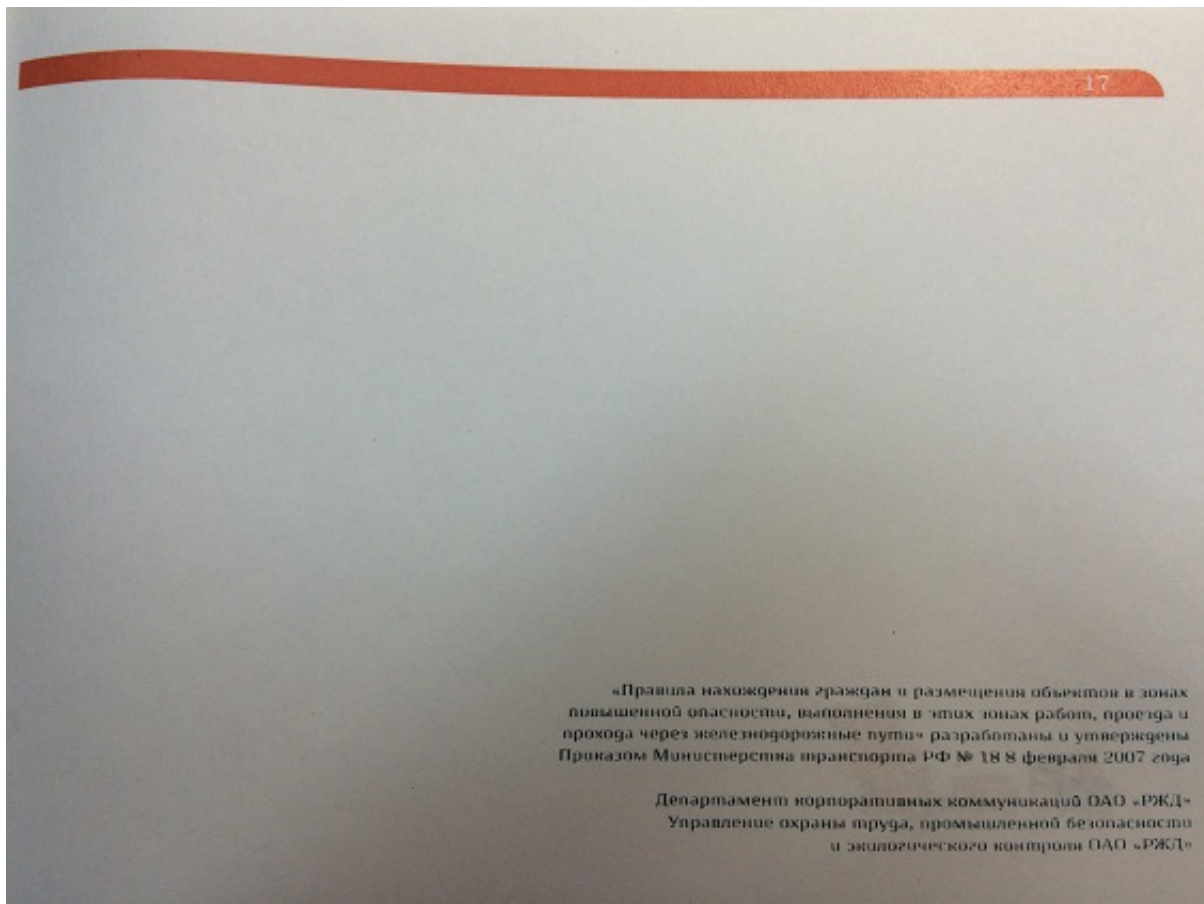 17
«Правила нахождения граждан и размещения объектов в зонах
повышенной опасности, выполнения в этих зонах работ, проезда и
прохода через железнодорожные пути» разработаны и утверждены
Приказом Министерства транспорта РФ № 18 8 февраля 2007 года
Департамент корпоративных коммуникаций ОАО «РЖД»
Управление охраны труда, промышленной безопасности
и экологического контроля ОАО «РЖД»